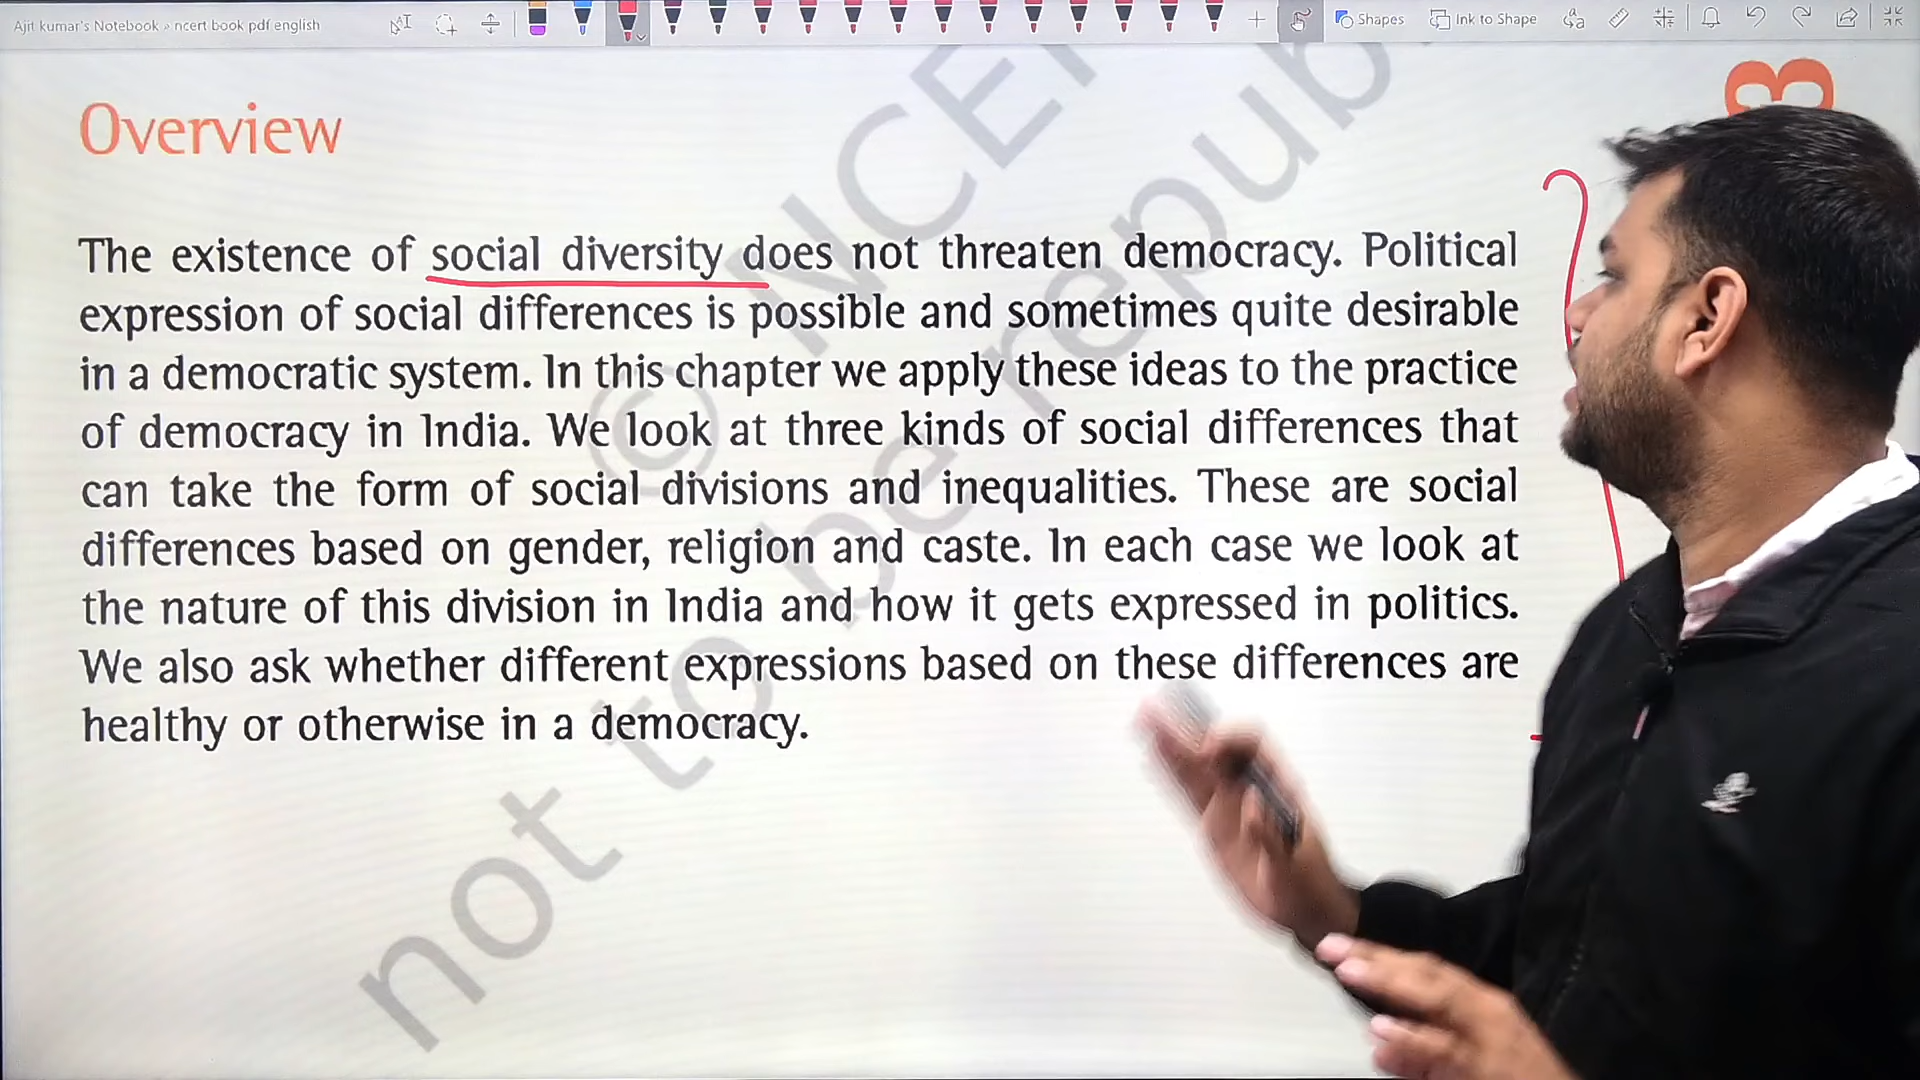 Ajit kumar's Notebook » ncert book pdf english
Shapes
Ink to Shape
Overview
The existence of social diversity does not threaten democracy. Political
expression of social differences is possible and sometimes quite desirable
in a democratic system. In this chapter we apply these ideas to the practice
of democracy in India. We look at three kinds of social differences that
can take the form of social divisions and inequalities. These are social
differences based on gender, religion and caste. In each case we look at
the nature of this division in India and how it gets expressed in politics.
We also ask whether different expressions based on these differences are
healthy or otherwise in a democracy.
not to be republ
© NCE